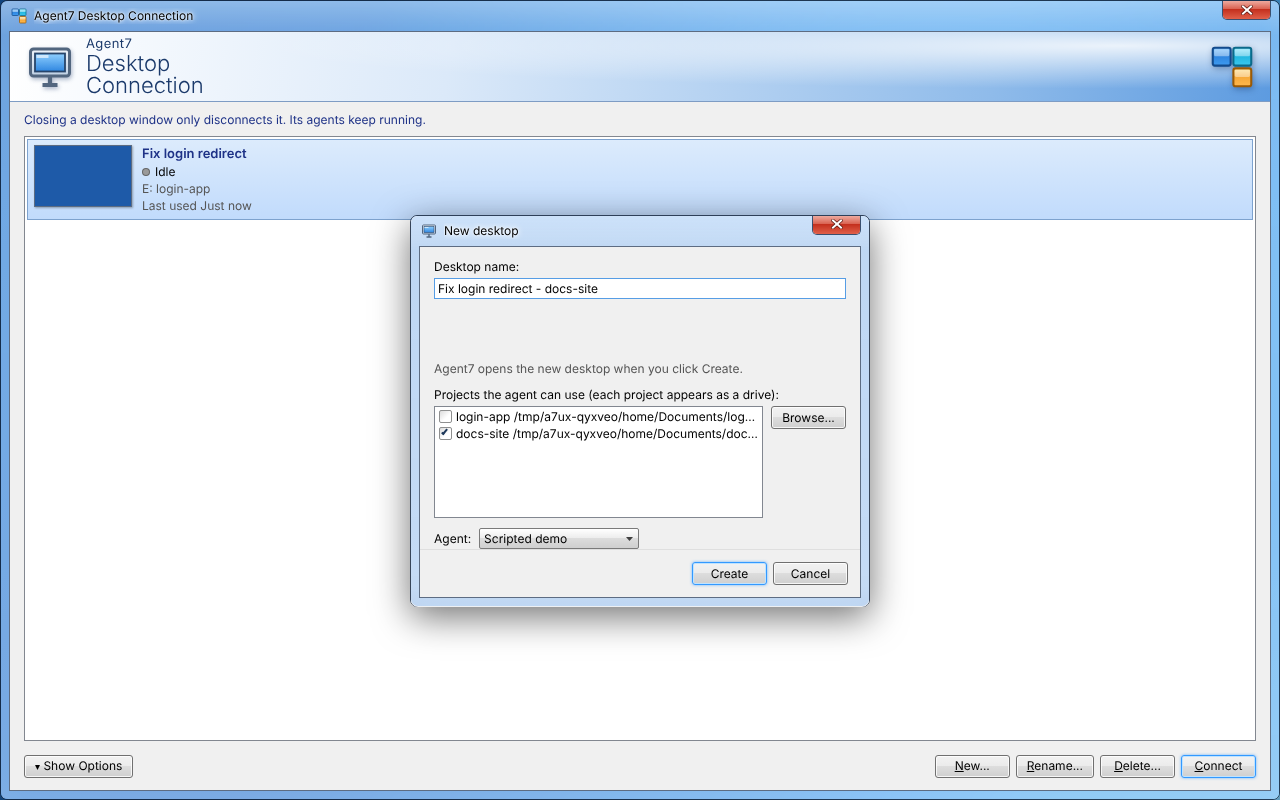 Agent7 Desktop Connection
Agent7
Desktop
Connection
Closing a desktop window only disconnects it. Its agents keep running.
Fix login redirect
Idle
E: login-app
Last used Just now
New desktop
Desktop name:
Fix login redirect - docs-site
Agent7 opens the new desktop when you click Create.
Projects the agent can use (each project appears as a drive):
login-app /tmp/a7ux-qyxveo/home/Documents/log...
Browse...
docs-site /tmp/a7ux-qyxveo/home/Documents/doc...
Agent: Scripted demo
Create Cancel
Show Options New... Rename... Delete... Connect